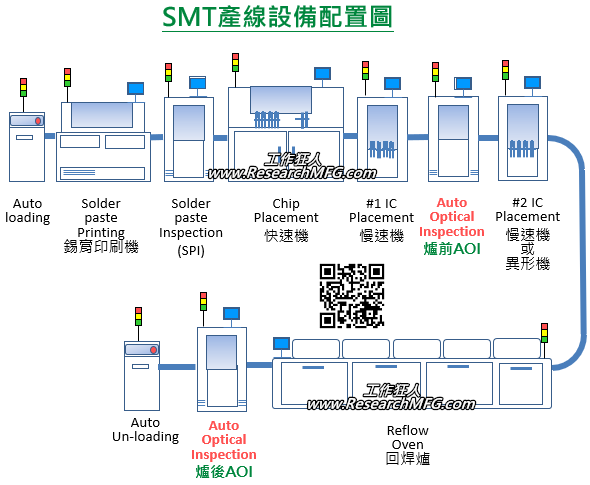 SMT產線設備配置圖
工作狂人
www.ResearchMFG.com
Auto
loading
Solder
paste
Printing
錫膏印刷機
Solder
paste
Inspection
(SPI)
Chip
Placement
快速機
#1 IC
Placement
慢速機
Auto
Optical
Inspection
爐前AOI
#2 IC
Placement
慢速機
或
異形機
工作狂人
www.ResearchMFG.com
Auto
Un-loading
Auto
Optical
Inspection
爐後AOI
Reflow
Oven
回焊爐